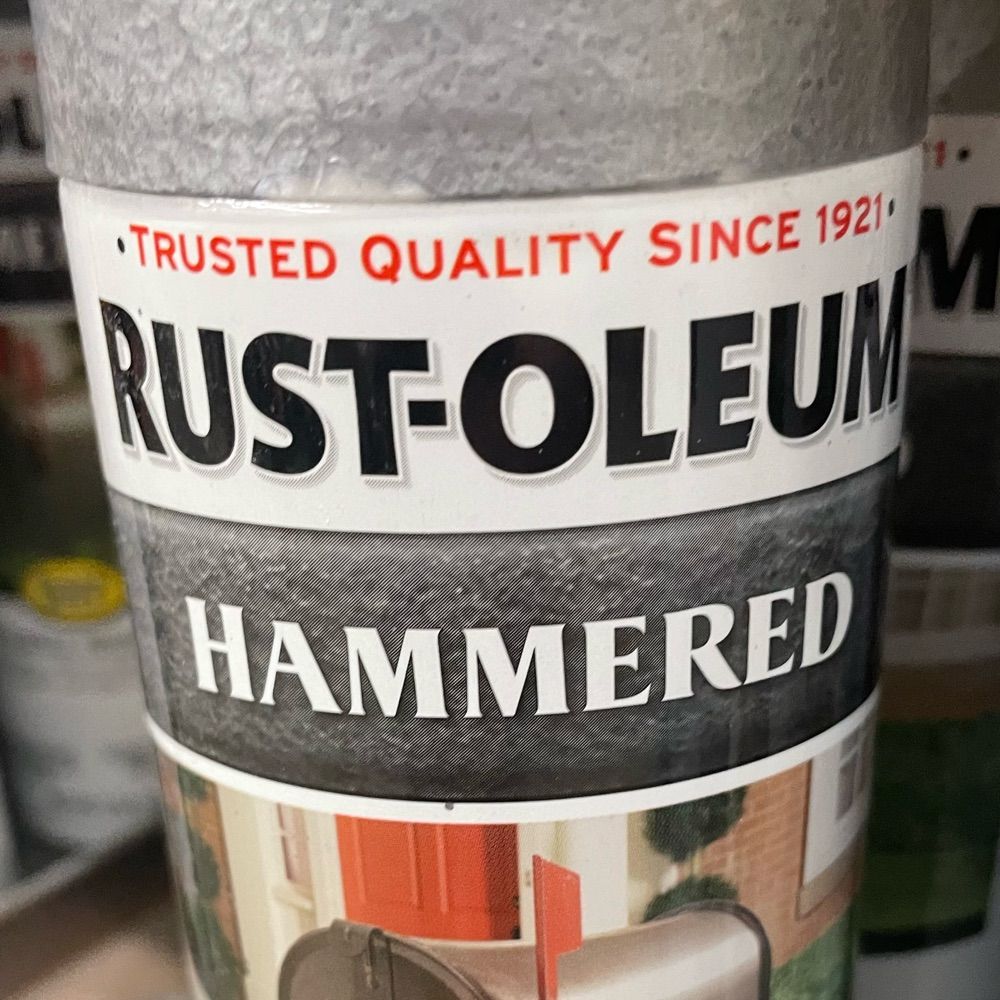 •TRUSTED QUALITY SINCE 1921•
RUST-OLEUM
HAMMERED